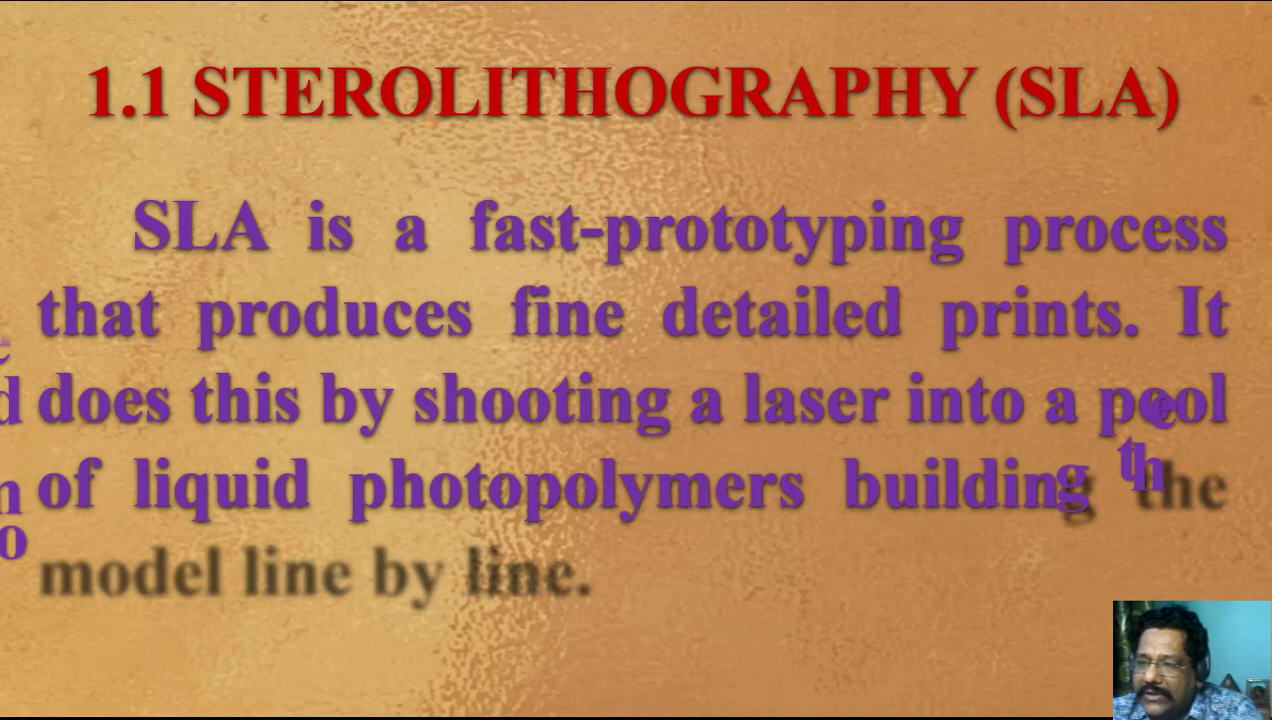 1.1 STEROLITHOGRAPHY (SLA)
SLA is a fast-prototyping process
that produces fine detailed prints. It
does this by shooting a laser into a pool
of liquid photopolymers building the
model line by line.